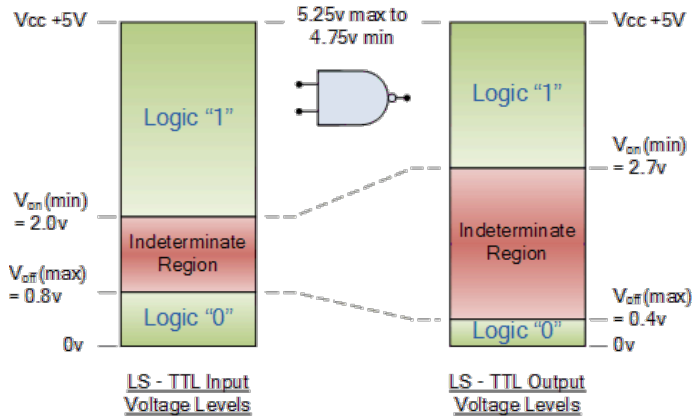 Vcc +5V
5.25v max to
4.75v min
Vcc +5V
Logic “1”
Logic “1”
Von(min)
= 2.0v
Von(min)
= 2.7v
Indeterminate
Region
Indeterminate
Region
Voff(max)
= 0.8v
Voff(max)
= 0.4v
Logic “0”
Logic “0”
0v
0v
LS - TTL Input
Voltage Levels
LS - TTL Output
Voltage Levels